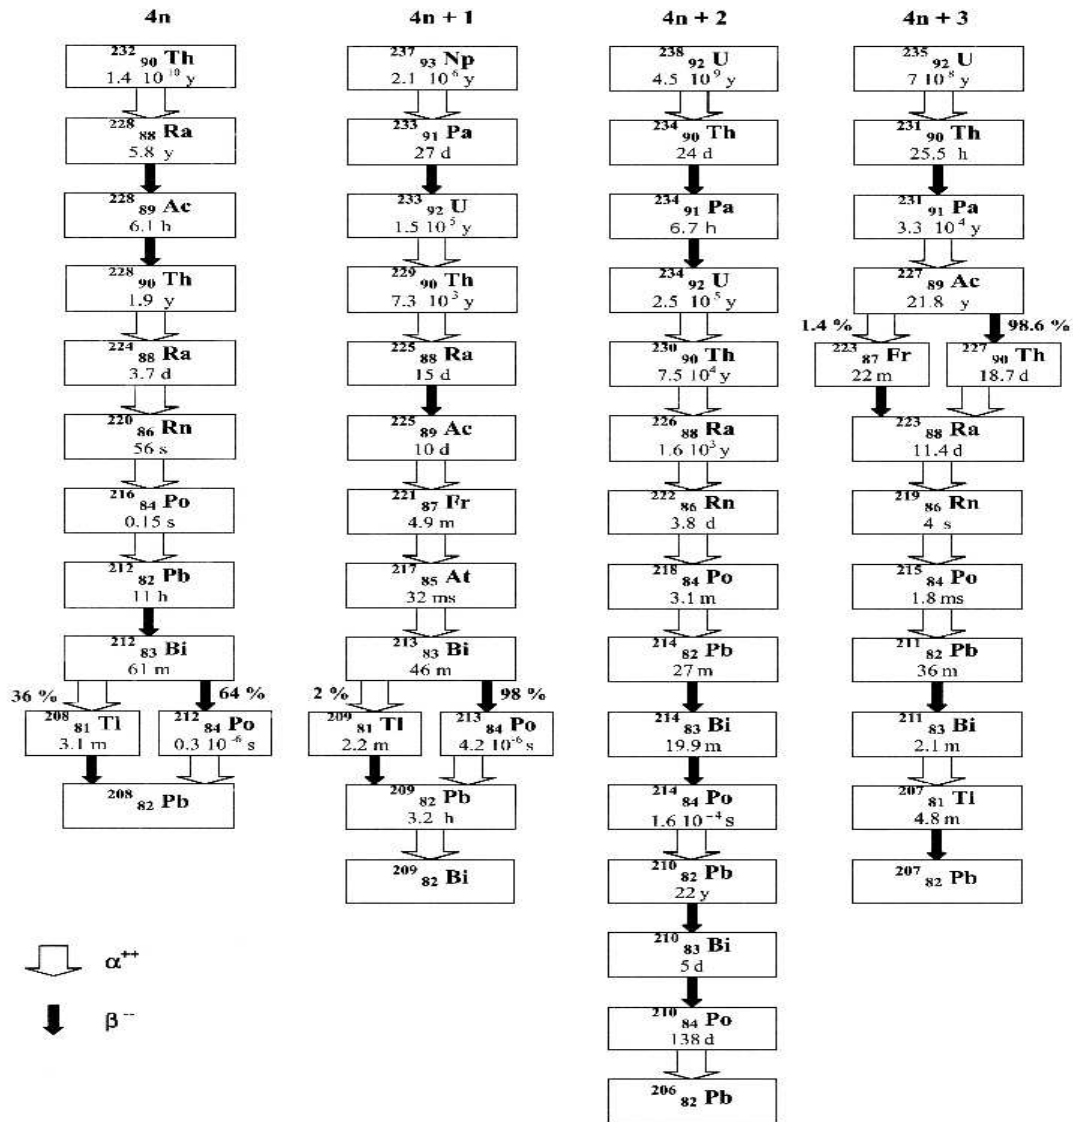 4n
232 90 Th
1.4 10 10 y
228 88 Ra
5.8 y
228 89 Ac
6.1 h
228 90 Th
1.9 y
224 88 Ra
3.7 d
220 86 Rn
56 s
216 84 Po
0.15 s
212 82 Pb
11 h
212 83 Bi
61 m
36 % 64 %
208 81 Tl
3.1 m
212 84 Po
0.3 10 -6 s
208 82 Pb
4n + 1
237 93 Np
2.1 10 6 y
233 91 Pa
27 d
233 92 U
1.5 10 5 y
229 90 Th
7.3 10 3 y
225 88 Ra
15 d
225 89 Ac
10 d
221 87 Fr
4.9 m
217 85 At
32 ms
213 83 Bi
46 m
2 % 98 %
209 81 Tl
2.2 m
213 84 Po
4.2 10 -6 s
209 82 Pb
3.2 h
209 82 Bi
4n + 2
238 92 U
4.5 10 9 y
234 90 Th
24 d
234 91 Pa
6.7 h
234 92 U
2.5 10 5 y
230 90 Th
7.5 10 4 y
226 88 Ra
1.6 10 3 y
222 86 Rn
3.8 d
218 84 Po
3.1 m
214 82 Pb
27 m
214 83 Bi
19.9 m
214 84 Po
1.6 10 -4 s
210 82 Pb
22 y
210 83 Bi
5 d
210 84 Po
138 d
206 82 Pb
4n + 3
235 92 U
7 10 8 y
231 90 Th
25.5 h
231 91 Pa
3.3 10 4 y
227 89 Ac
21.8 y
1.4 % 98.6 %
223 87 Fr
22 m
227 90 Th
18.7 d
223 88 Ra
11.4 d
219 86 Rn
4 s
215 84 Po
1.8 ms
211 82 Pb
36 m
211 83 Bi
2.1 m
207 81 Ti
4.8 m
207 82 Pb
α ++
β --